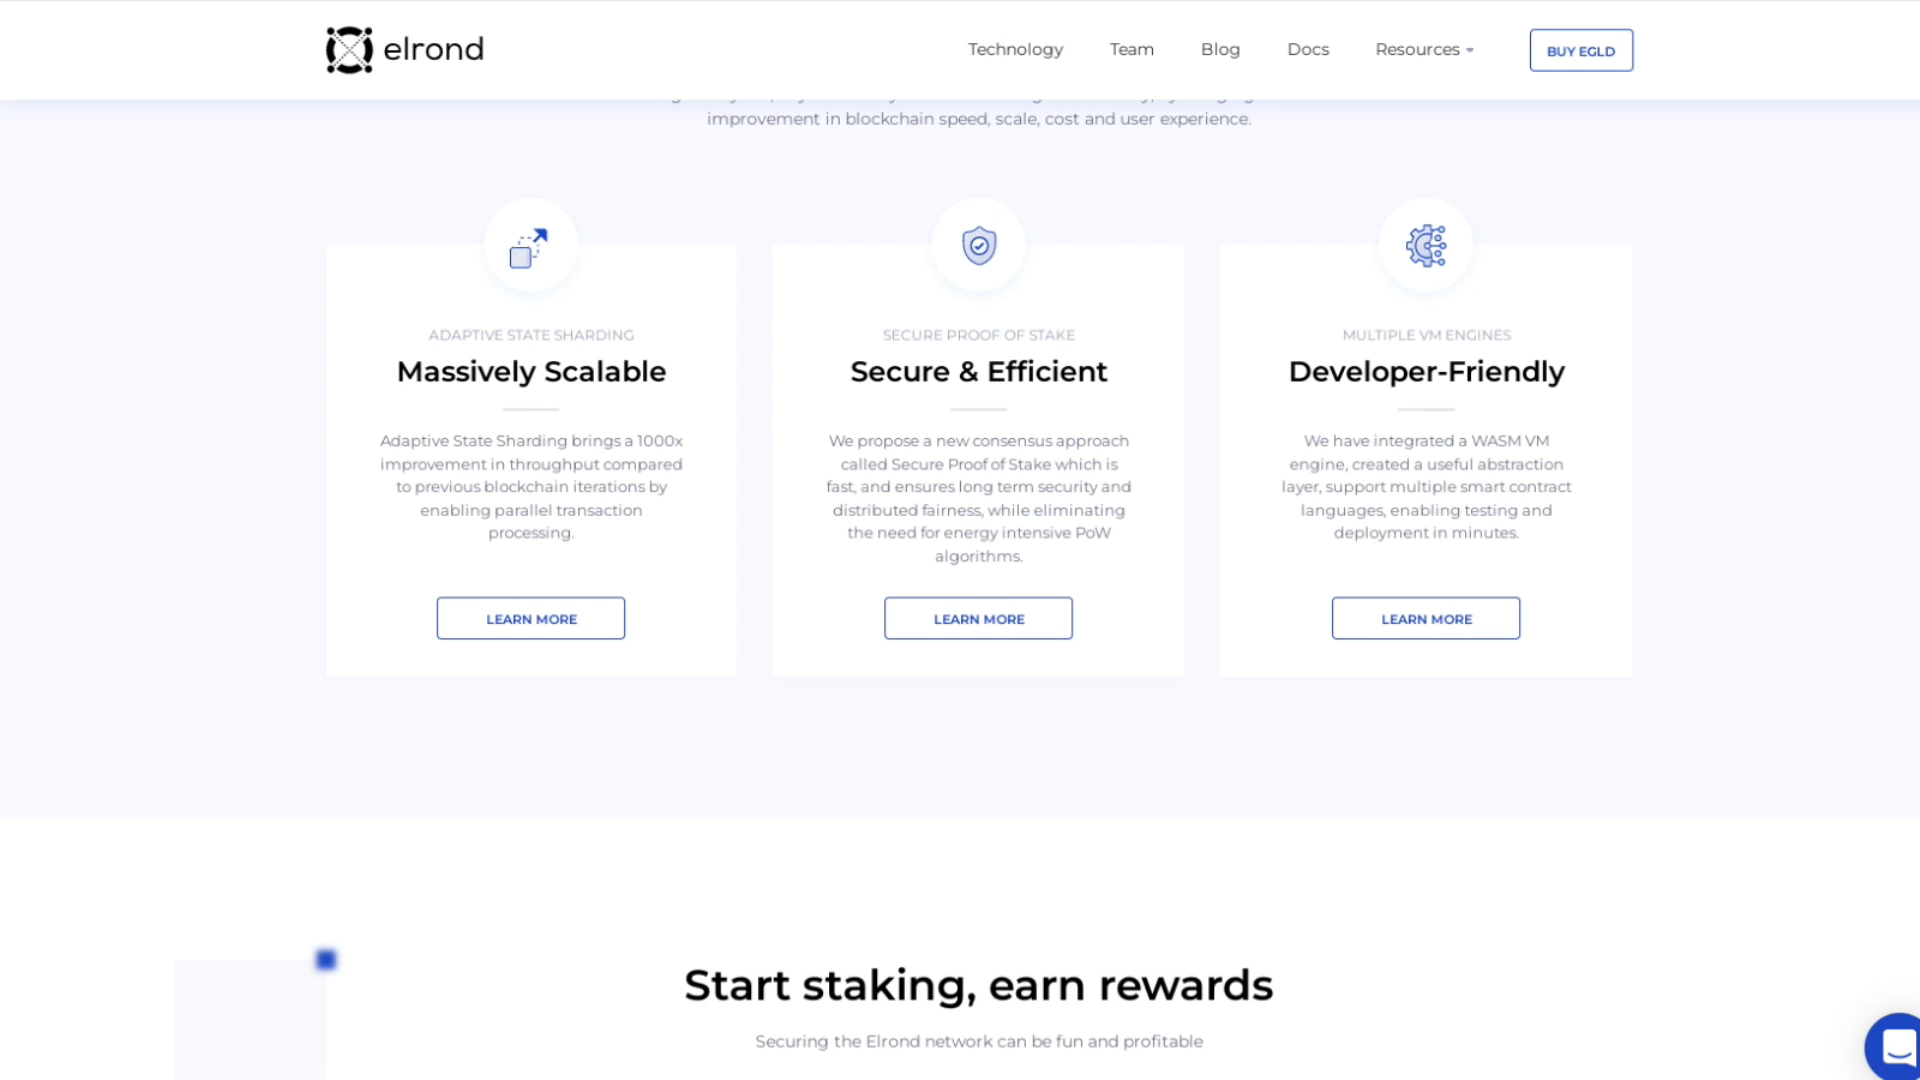 elrond
Technology Team Blog Docs Resources BUY EGLD
improvement in blockchain speed, scale, cost and user experience.
ADAPTIVE STATE SHARDING
Massively Scalable
Adaptive State Sharding brings a 1000x
improvement in throughput compared
to previous blockchain iterations by
enabling parallel transaction
processing.
LEARN MORE
SECURE PROOF OF STAKE
Secure & Efficient
We propose a new consensus approach
called Secure Proof of Stake which is
fast, and ensures long term security and
distributed fairness, while eliminating
the need for energy intensive PoW
algorithms.
LEARN MORE
MULTIPLE VM ENGINES
Developer-Friendly
We have integrated a WASM VM
engine, created a useful abstraction
layer, support multiple smart contract
languages, enabling testing and
deployment in minutes.
LEARN MORE
Start staking, earn rewards
Securing the Elrond network can be fun and profitable